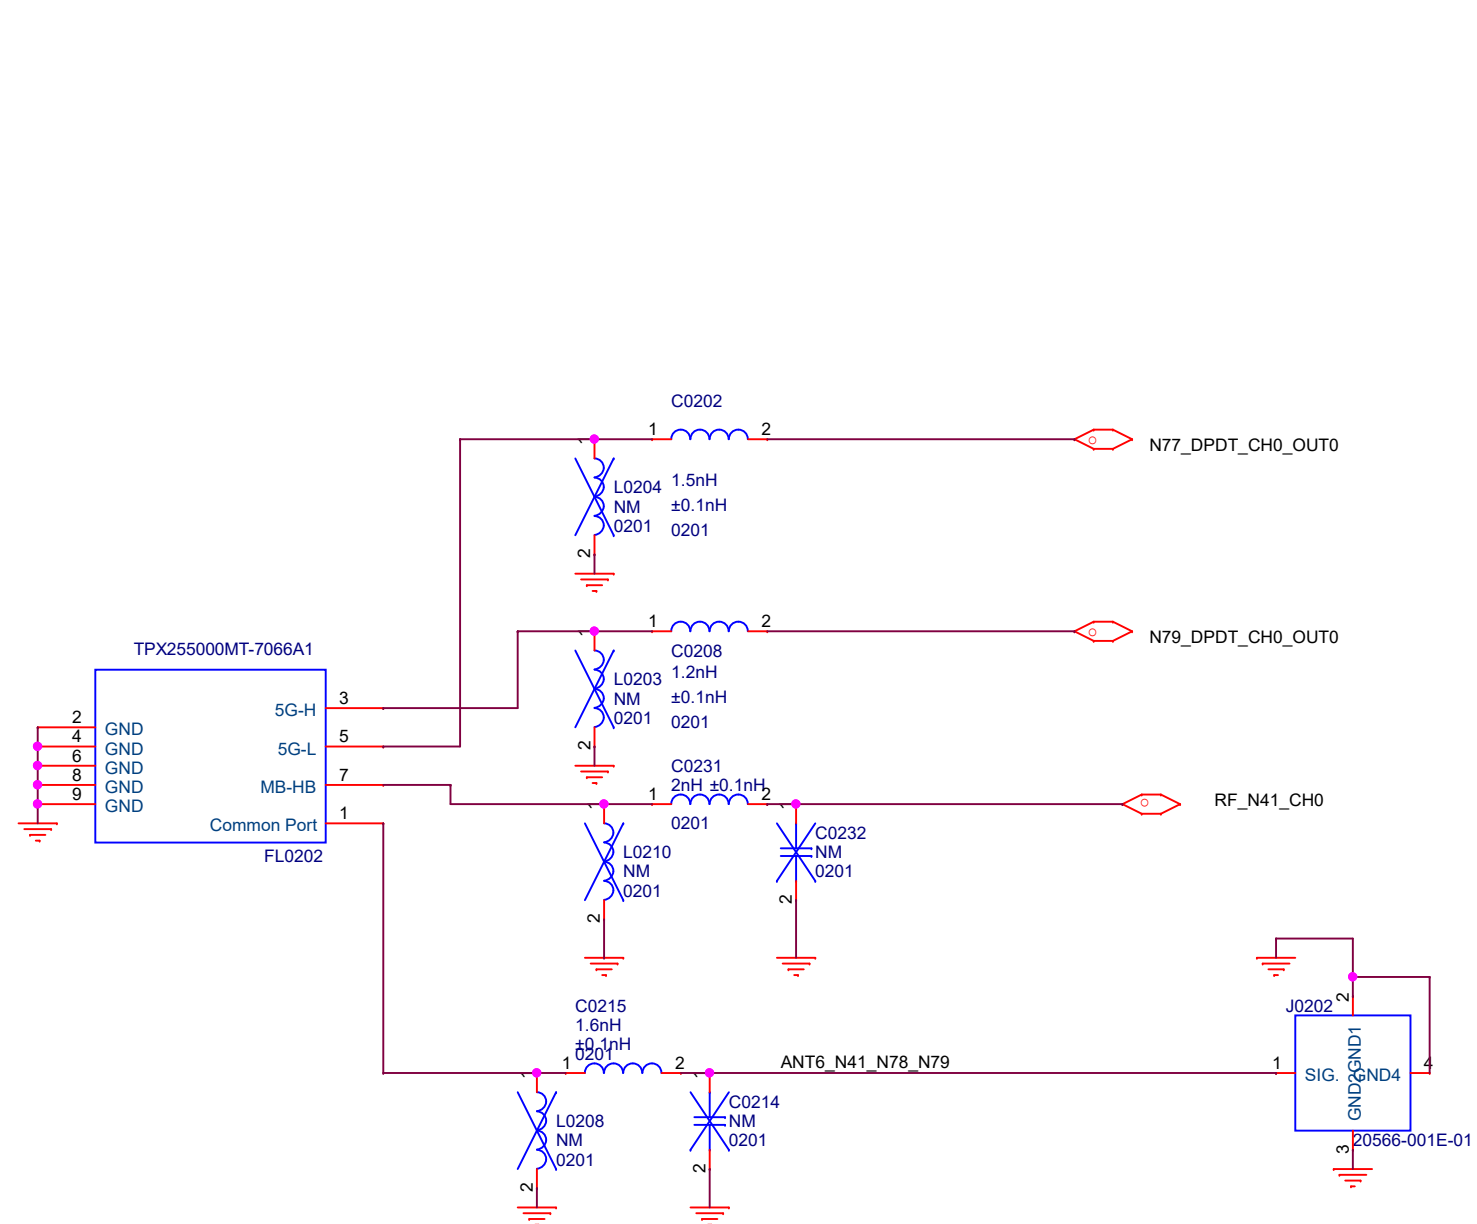 C0202
1
2
N77_DPDT_CH0_OUT0
L0204
NM
0201
1.5nH
±0.1nH
0201
2
1
2
N79_DPDT_CH0_OUT0
C0208
1.2nH
±0.1nH
0201
L0203
NM
0201
2
TPX255000MT-7066A1
2
4
6
8
9
GND
GND
GND
GND
GND
5G-H
5G-L
MB-HB
Common Port
3
5
7
1
FL0202
C0231
2nH ±0.1nH
1
2
0201
RF_N41_CH0
L0210
NM
0201
2
C0232
NM
0201
2
C0215
1.6nH
±0.1nH
0201
1
2
ANT6_N41_N78_N79
L0208
NM
0201
2
C0214
NM
0201
2
J0202
2
1
SIG.
GND1
GND2
GND4
4
3
20566-001E-01